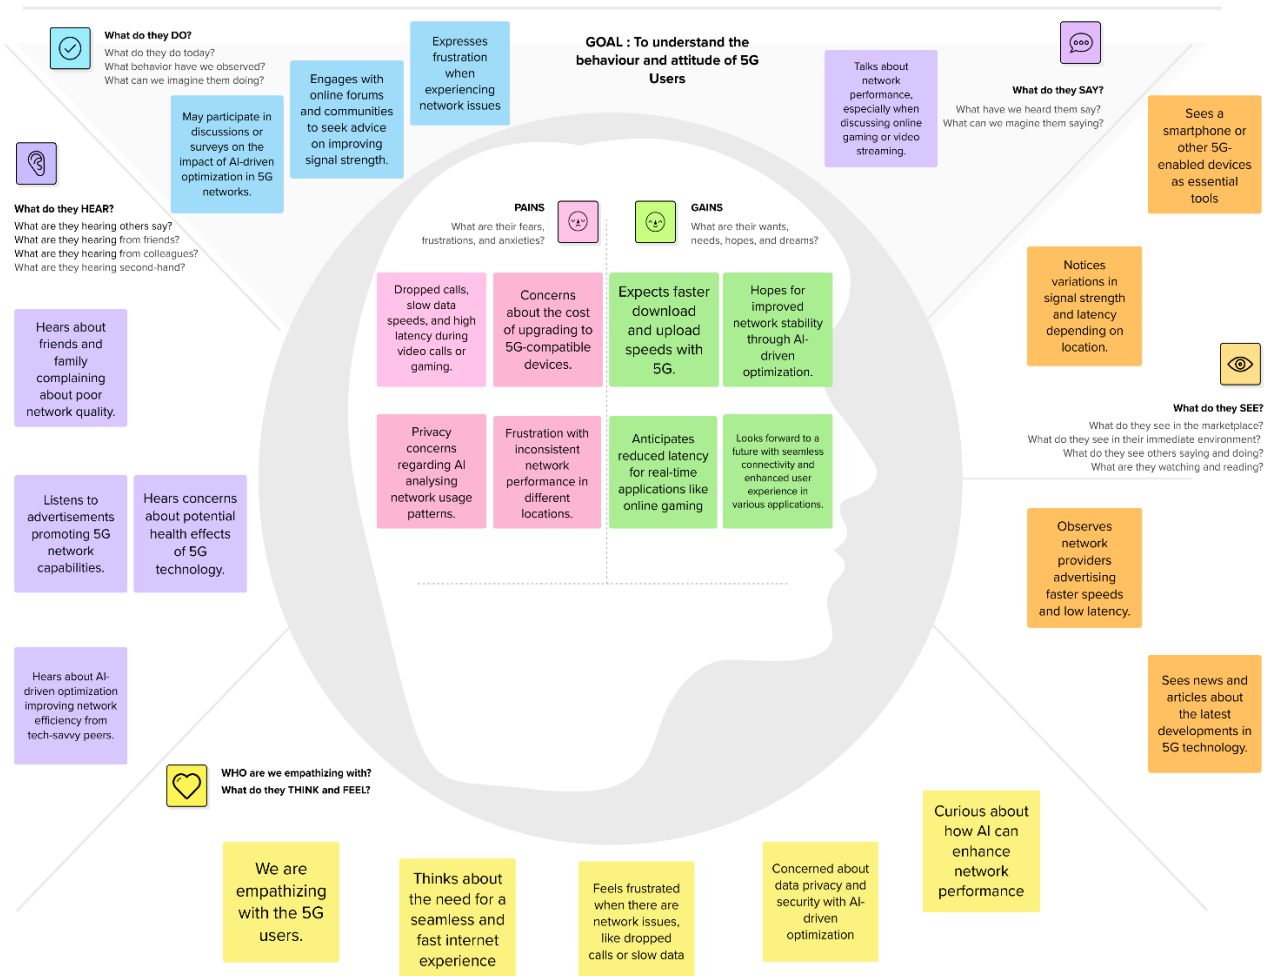 What do they DO?
What do they do today?
What behavior have we observed?
What can we imagine them doing?
May participate in
discussions or
surveys on the
impact of AI-driven
optimization in 5G
networks.
Engages with
online forums
and communities
to seek advice
on improving
signal strength.
Expresses
frustration
when
experiencing
network issues
GOAL : To understand the
behaviour and attitude of 5G
Users
Talks about
network
performance,
especially when
discussing online
gaming or video
streaming.
What do they SAY?
What have we heard them say?
What can we magine them saying?
Sees a
smartphone or
other 5G-
enabled devices
as essential
tools
Notices
variations in
signal strength
and latency
depending on
location.
What do they SEE?
What do they see in the marketplace?
What do they see in their immediate environment?
What do they see others saying and doing?
What are they watching and reading?
Observes
network
providers
advertising
faster speeds
and low latency.
Sees news and
articles about
the latest
developments in
5G technology.
What do they HEAR?
What are they hearing others say?
What are they hearing from friends?
What are they hearing from colleagues?
What are they hearing second-hand?
Hears about
friends and
family
complaining
about poor
network quality.
Listens to
advertisements
promoting 5G
network
capabilities.
Hears concerns
about potential
health effects
of 5G
technology.
Hears about AI-
driven optimization
improving network
efficiency from
tech-savvy peers.
PAINS
What are their fears,
frustrations, and anxieties?
Dropped calls,
slow data
speeds, and high
latency during
video calls or
gaming.
Concerns
about the cost
of upgrading to
5G-compatible
devices.
Privacy
concerns
regarding AI
analysing
network usage
patterns.
Frustration with
inconsistent
network
performance in
different
locations.
GAINS
What are their wants,
needs, hopes, and dreams?
Expects faster
download
and upload
speeds with
5G.
Hopes for
improved
network stability
through AI-
driven
optimization.
Anticipates
reduced latency
for real-time
applications like
online gaming
Looks forward to a
future with seamless
connectivity and
enhanced user
experience in
various applications.
WHO are we empathizing with?
What do they THINK and FEEL?
We are
empathizing
with the 5G
users.
Thinks about
the need for a
seamless and
fast internet
experience
Feels frustrated
when there are
network issues,
like dropped
calls or slow data
Concerned about
data privacy and
security with AI-
driven
optimization
Curious about
how AI can
enhance
network
performance